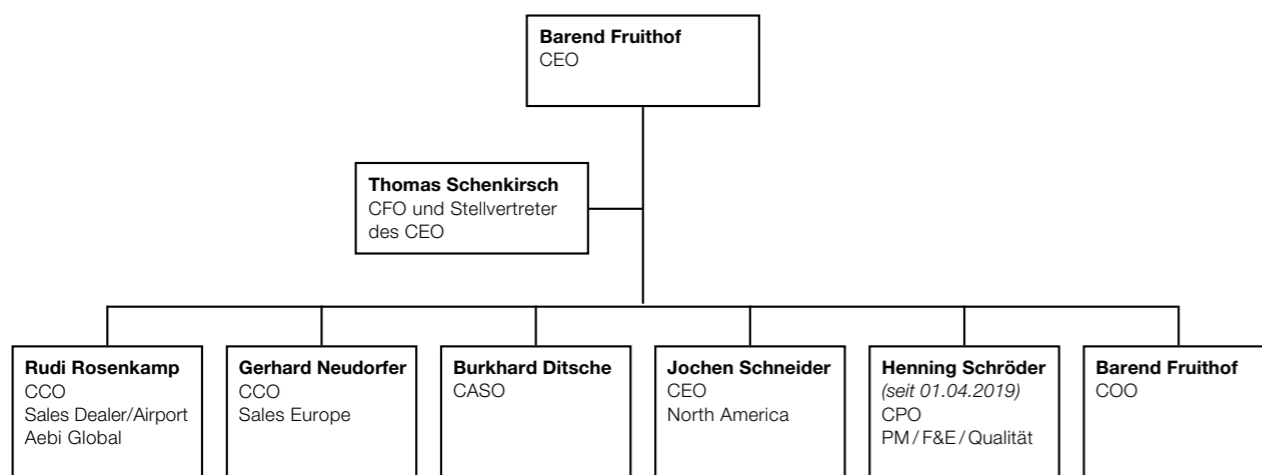 Barend Fruithof
CEO
Thomas Schenkirsch
CFO und Stellvertreter
des CEO
Rudi Rosenkamp
CCO
Sales Dealer/Airport
Aebi Global
Gerhard Neudorfer
CCO
Sales Europe
Burkhard Ditsche
CASO
Jochen Schneider
CEO
North America
Henning Schröder
(seit 01.04.2019)
CPO
PM / F&E / Qualität
Barend Fruithof
COO